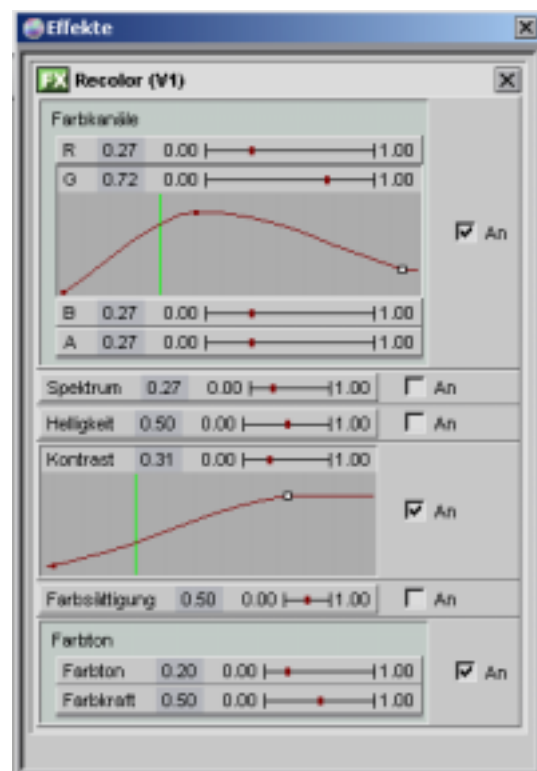 Effekte
FX Recolor (V1)
Farbkanäle
R 0.27 0.00 1.00
G 0.72 0.00 1.00
An
B 0.27 0.00 1.00
A 0.27 0.00 1.00
Spektrum 0.27 0.00 1.00 An
Helligkeit 0.50 0.00 1.00 An
Kontrast 0.31 0.00 1.00
An
Farbsättigung 0.50 0.00 1.00 An
Farbton
Farbton 0.20 0.00 1.00 An
Farbkraft 0.50 0.00 1.00